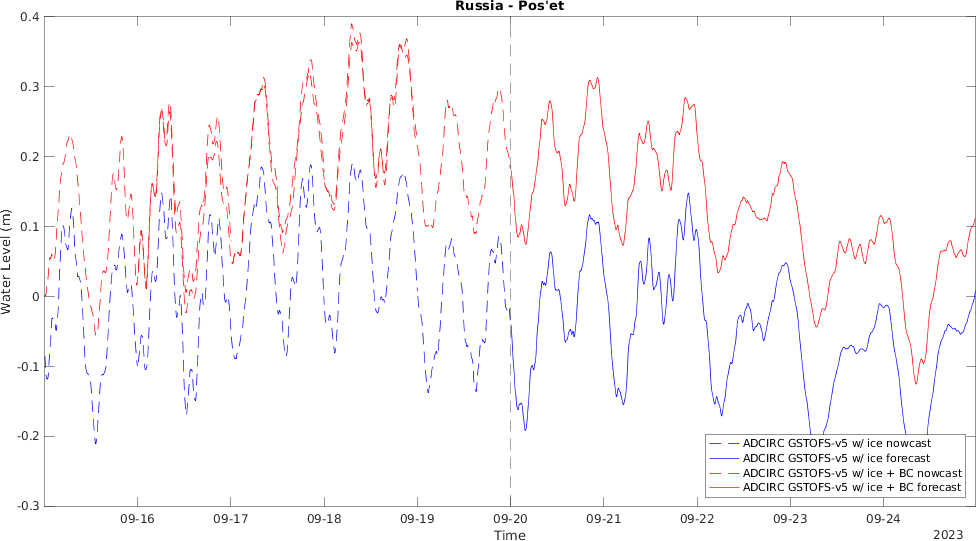 Russia - Pos'et
Water Level (m)
0.4
0.3
0.2
0.1
0
-0.1
-0.2
-0.3
09-16
09-17
09-18
09-19
09-20
09-21
09-22
09-23
09-24
Time
2023
ADCIRC GSTOFS-v5 w/ ice nowcast
ADCIRC GSTOFS-v5 w/ ice forecast
ADCIRC GSTOFS-v5 w/ ice + BC nowcast
ADCIRC GSTOFS-v5 w/ ice + BC forecast